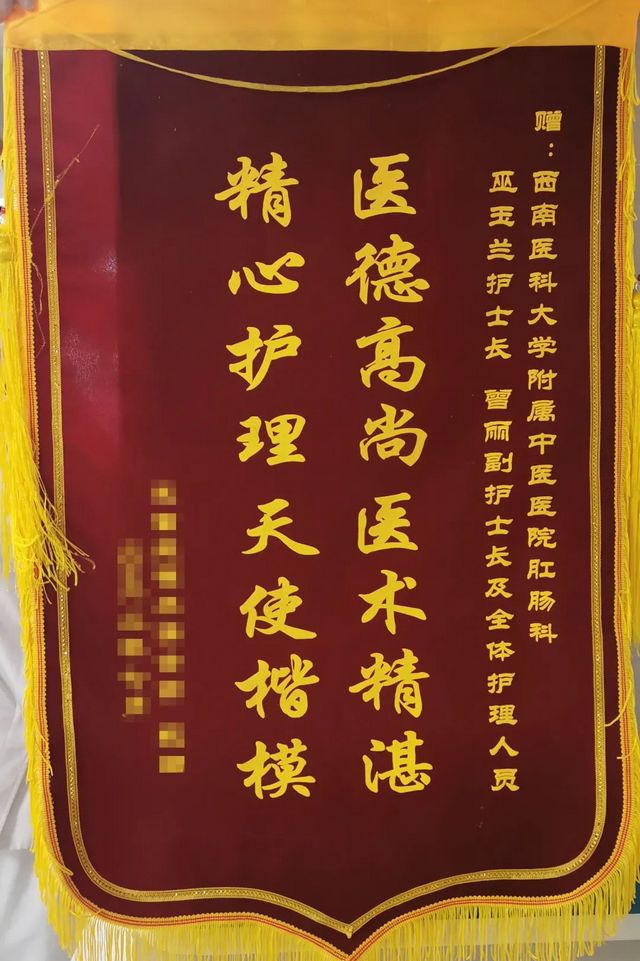 赠：西南医科大学附属中医医院肛肠科
巫玉兰护士长 曾丽副护士长及全体护理人员
医德高尚医术精湛
精心护理天使楷模